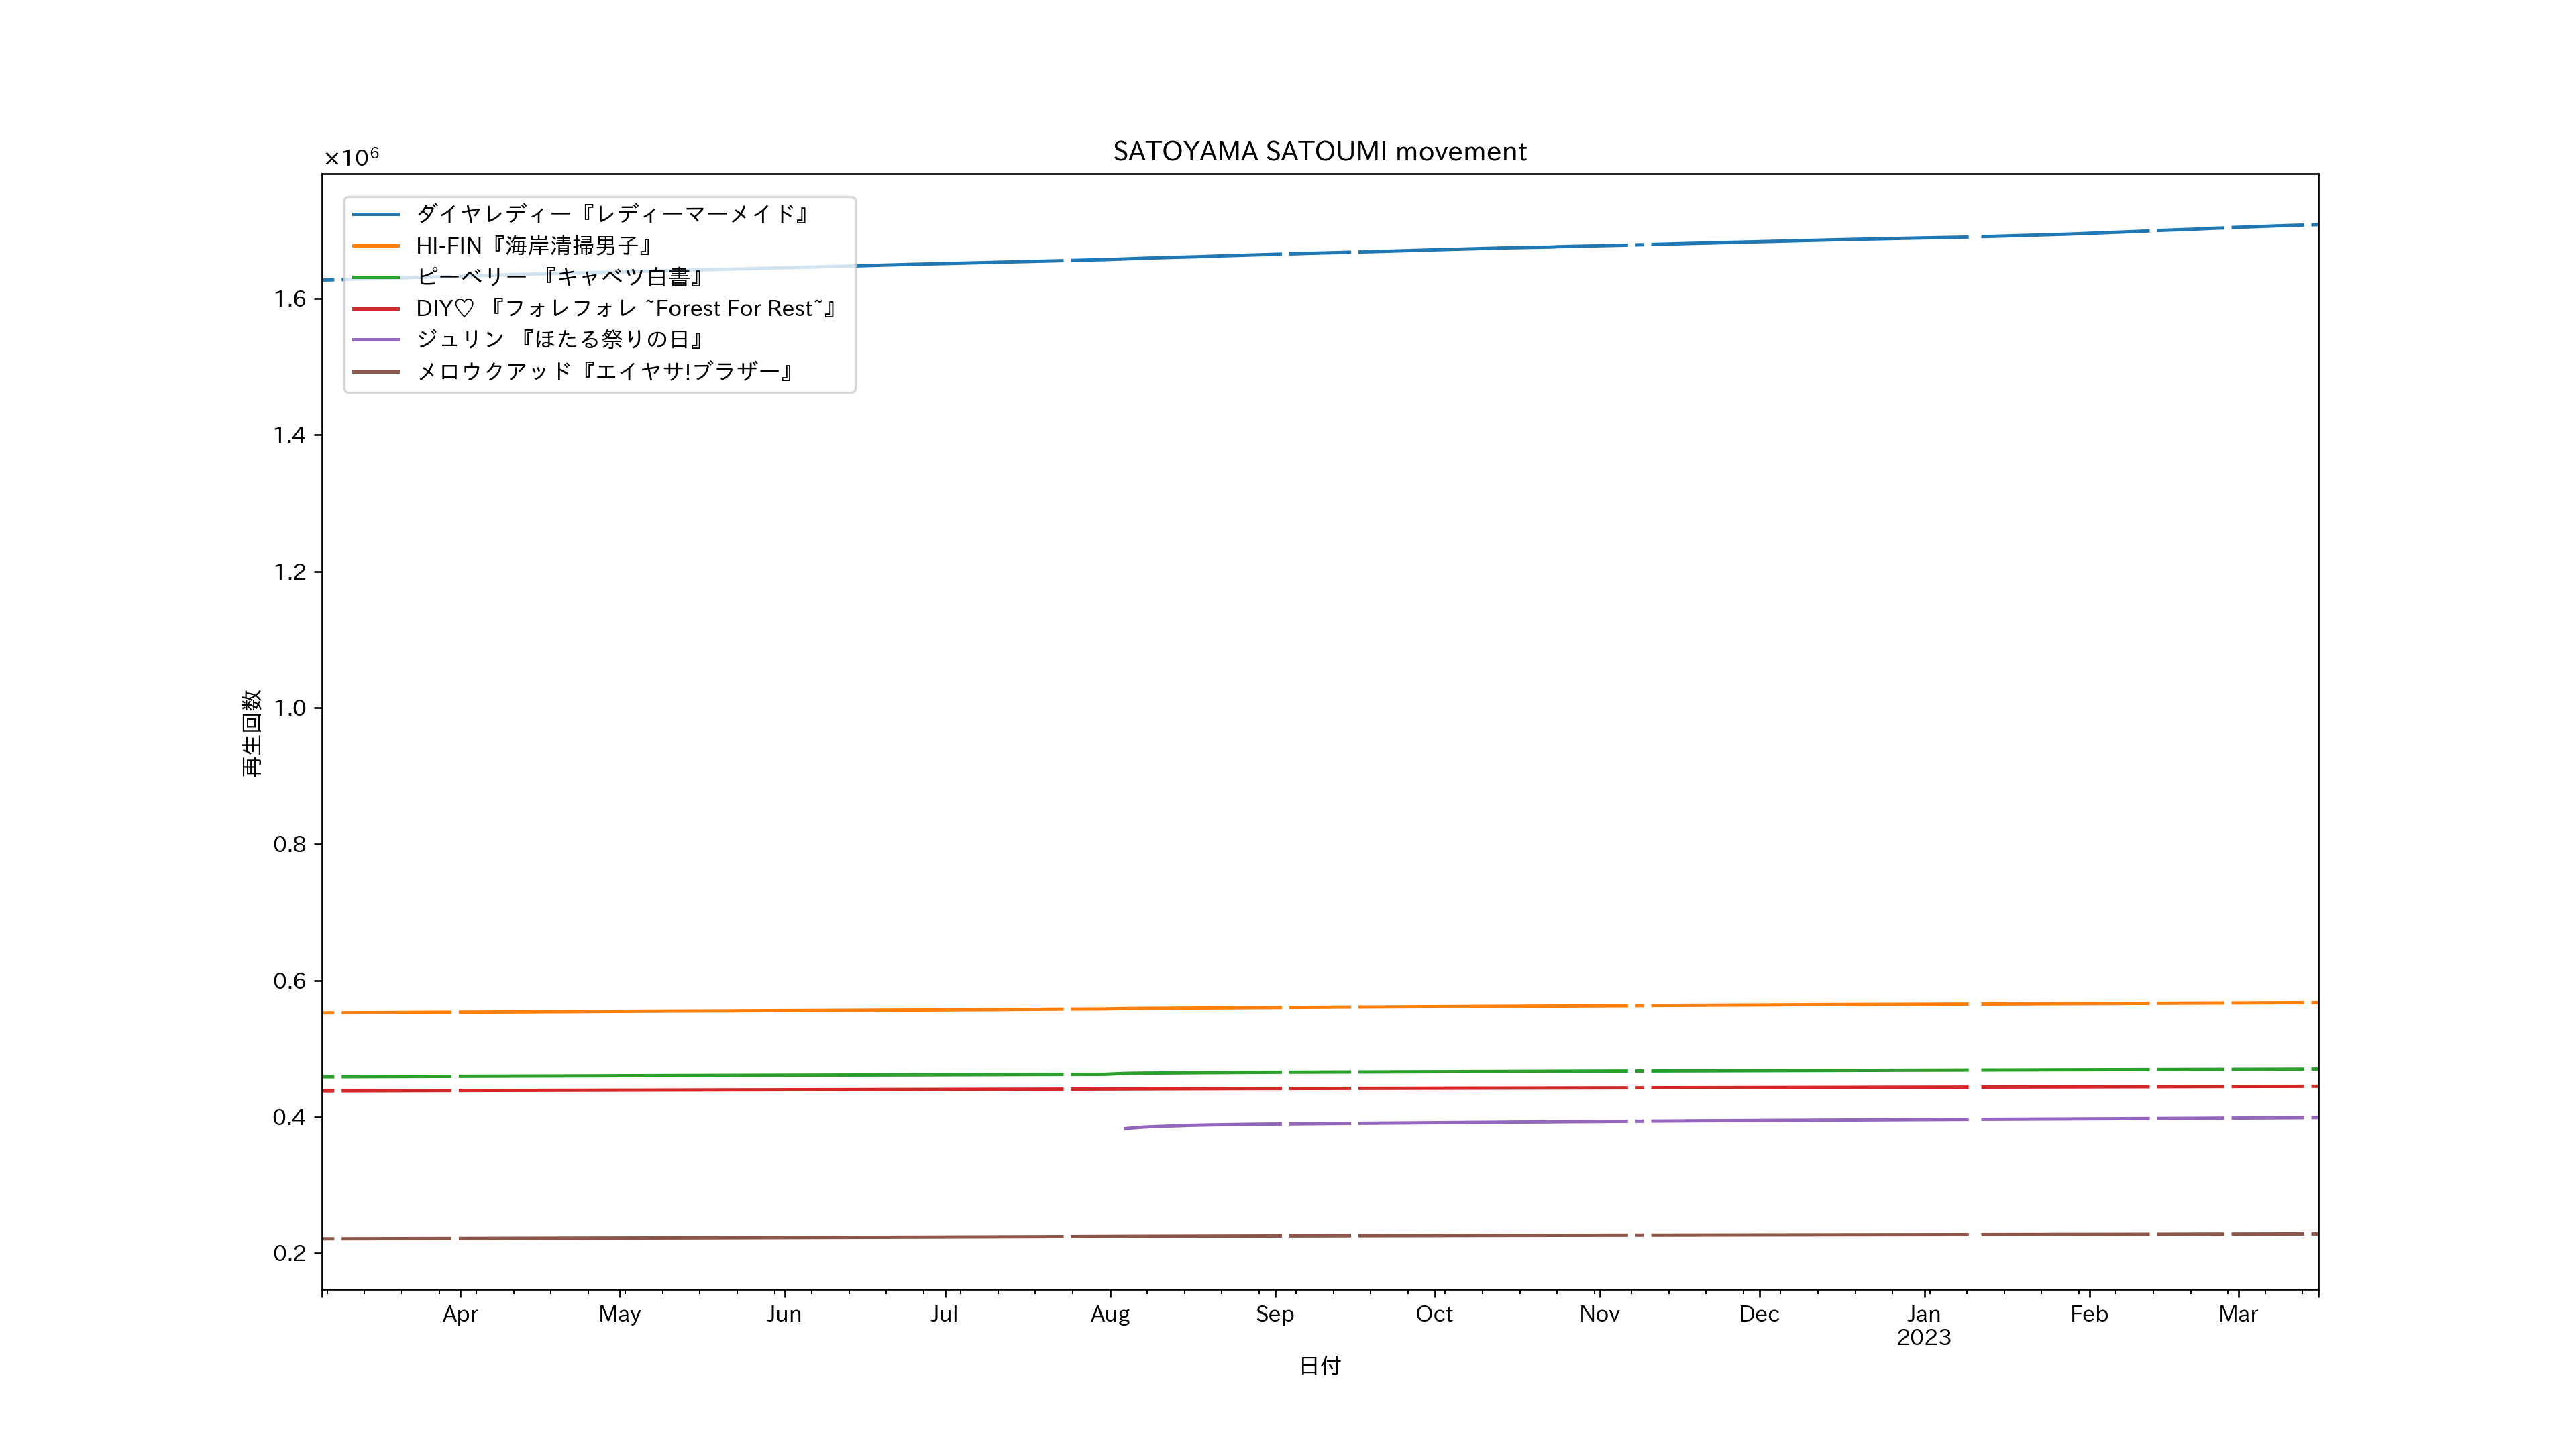 SATOYAMA SATOUMI movement
×10⁶
ダイヤレディー『レディーマーメイド』
HI-FIN『海岸清掃男子』
ピーベリー 『キャベツ白書』
DIY♡ 『フォレフォレ ~Forest For Rest~』
ジュリン 『ほたる祭りの日』
メロウクアッド『エイヤサ!ブラザー』
1.6
1.4
1.2
1.0
0.8
0.6
0.4
0.2
再生回数
Apr May Jun Jul Aug Sep Oct Nov Dec Jan Feb Mar
2023
日付